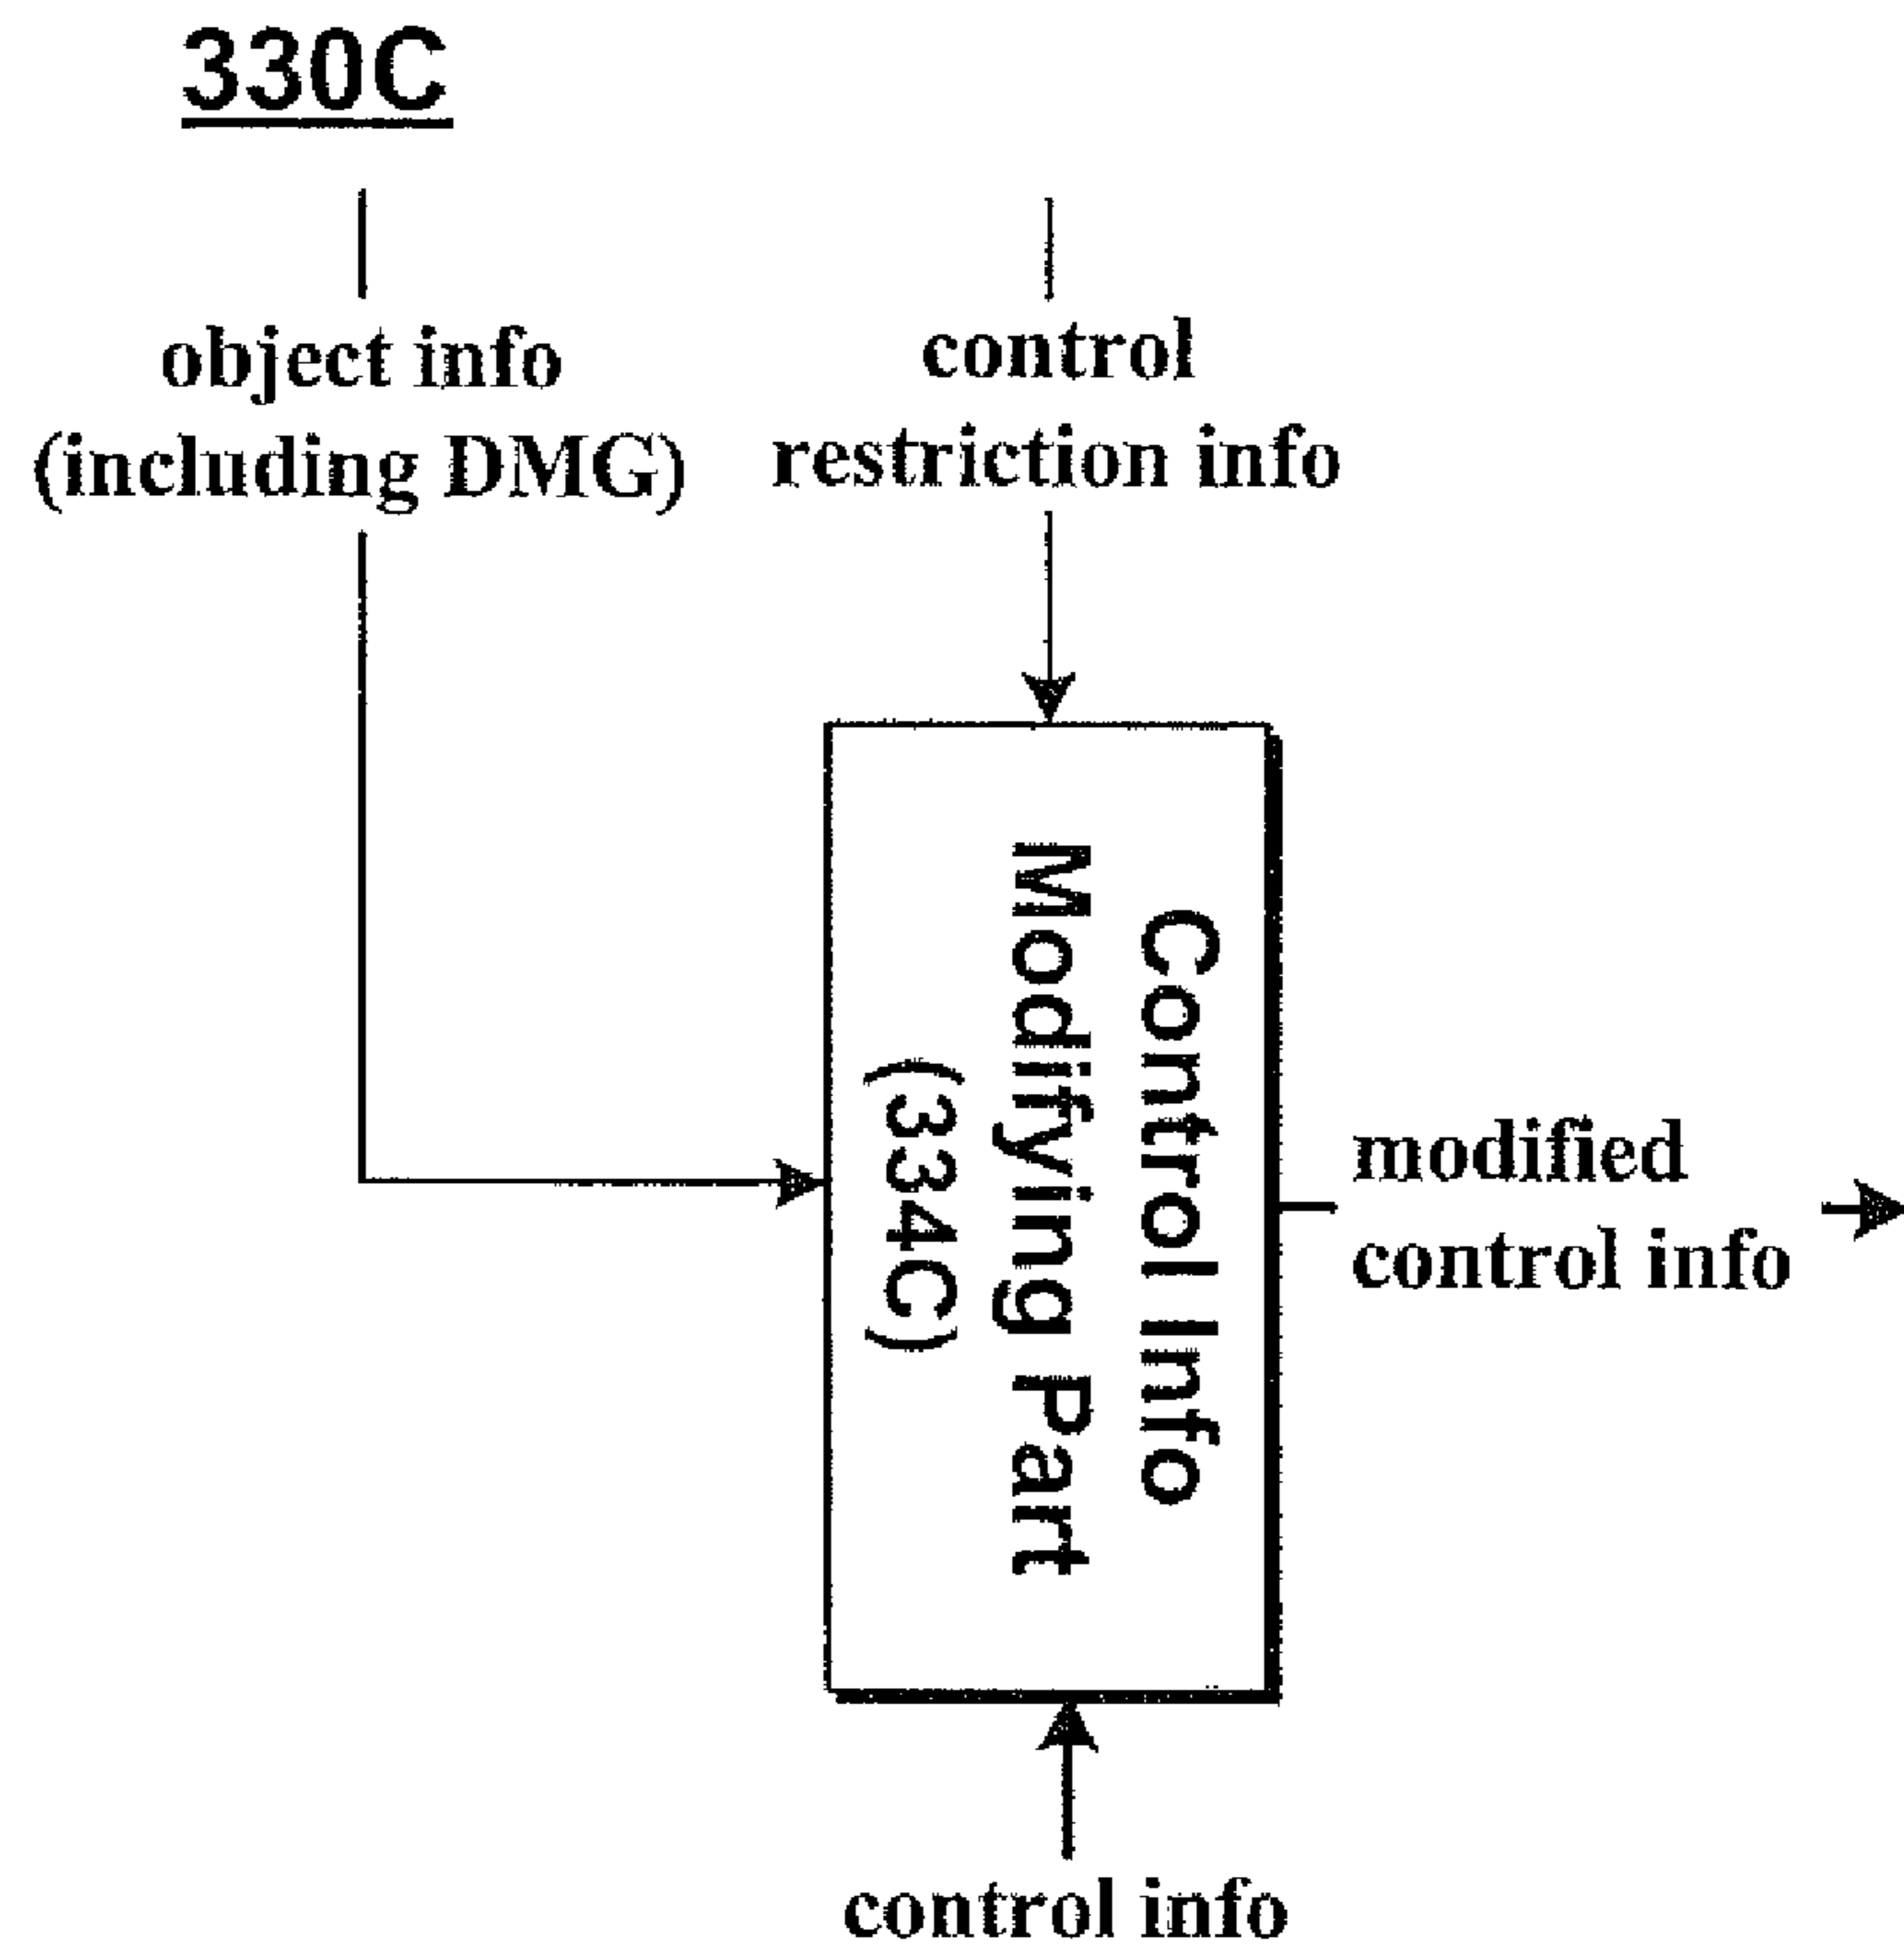 330C
object info
(including DMG)
control
restriction info
Control Info
Modifying Part
(334C)
modified
control info
control info